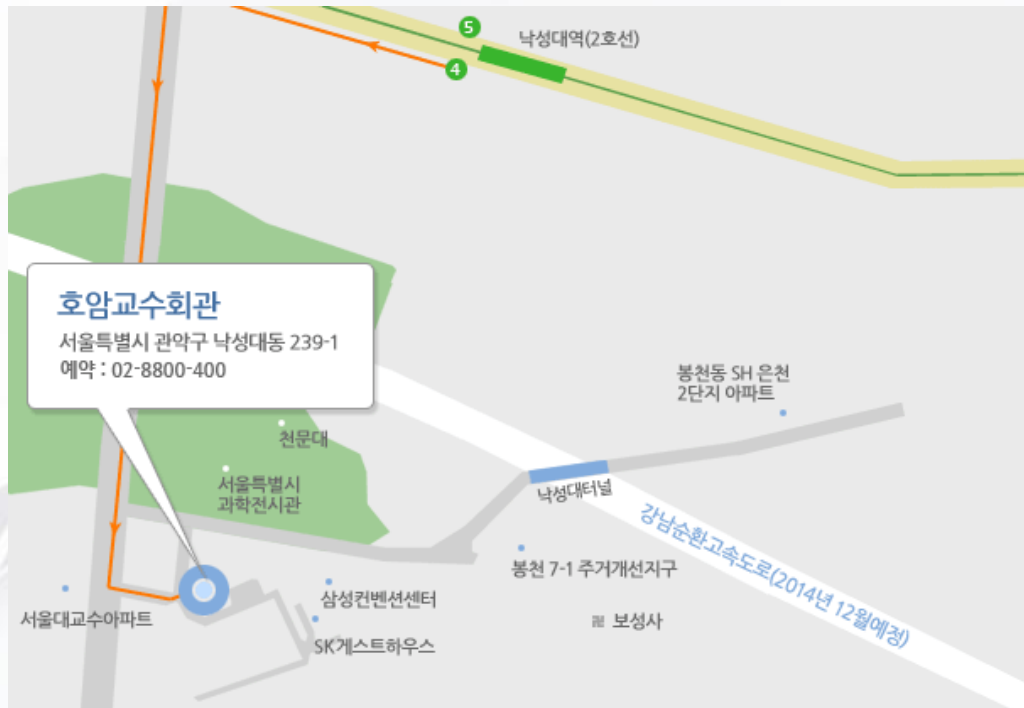 5
낙성대역(2호선)
4
호암교수회관
서울특별시 관악구 낙성대동 239-1
예약 : 02-8800-400
봉천동 SH 은천
2단지 아파트
천문대
서울특별시
과학전시관
낙성대터널
강남순환고속도로(2014년 12월예정)
봉천 7-1 주거개선지구
삼성컨벤션센터
서울대교수아파트
卍 보성사
SK게스트하우스